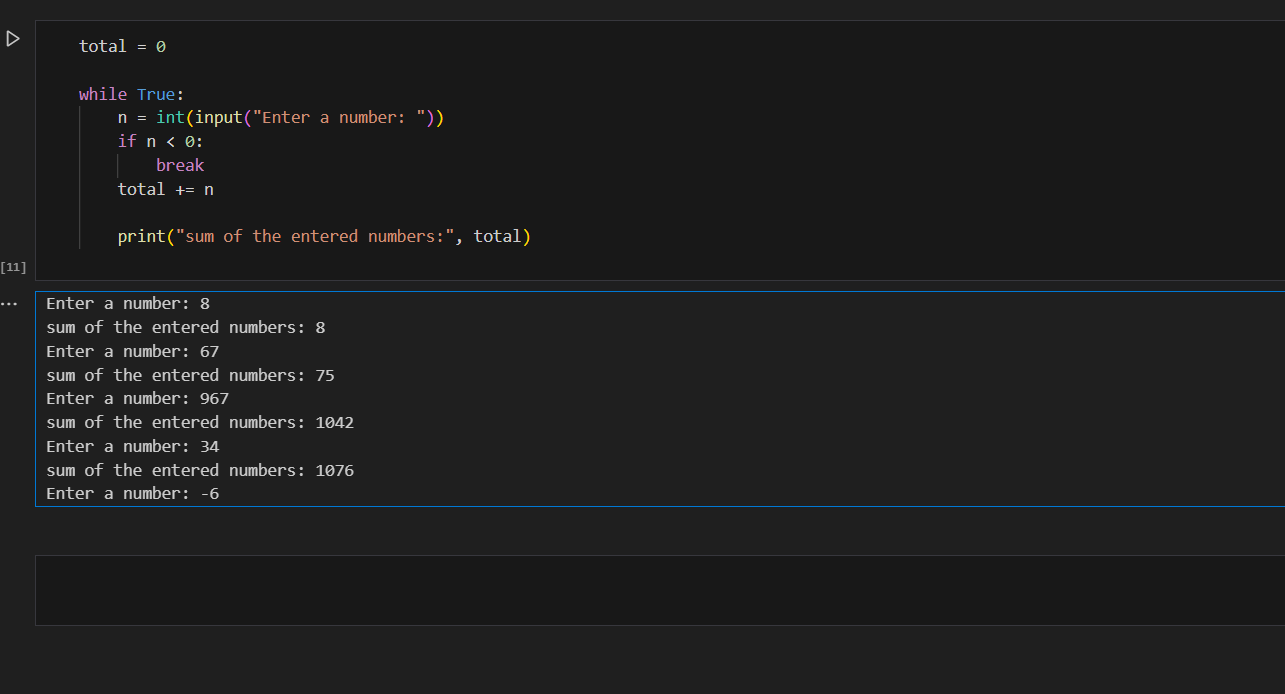 total = 0
while True:
    n = int(input("Enter a number: "))
    if n < 0:
        break
    total += n
    print("sum of the entered numbers:", total)
[11]
...
Enter a number: 8
sum of the entered numbers: 8
Enter a number: 67
sum of the entered numbers: 75
Enter a number: 967
sum of the entered numbers: 1042
Enter a number: 34
sum of the entered numbers: 1076
Enter a number: -6